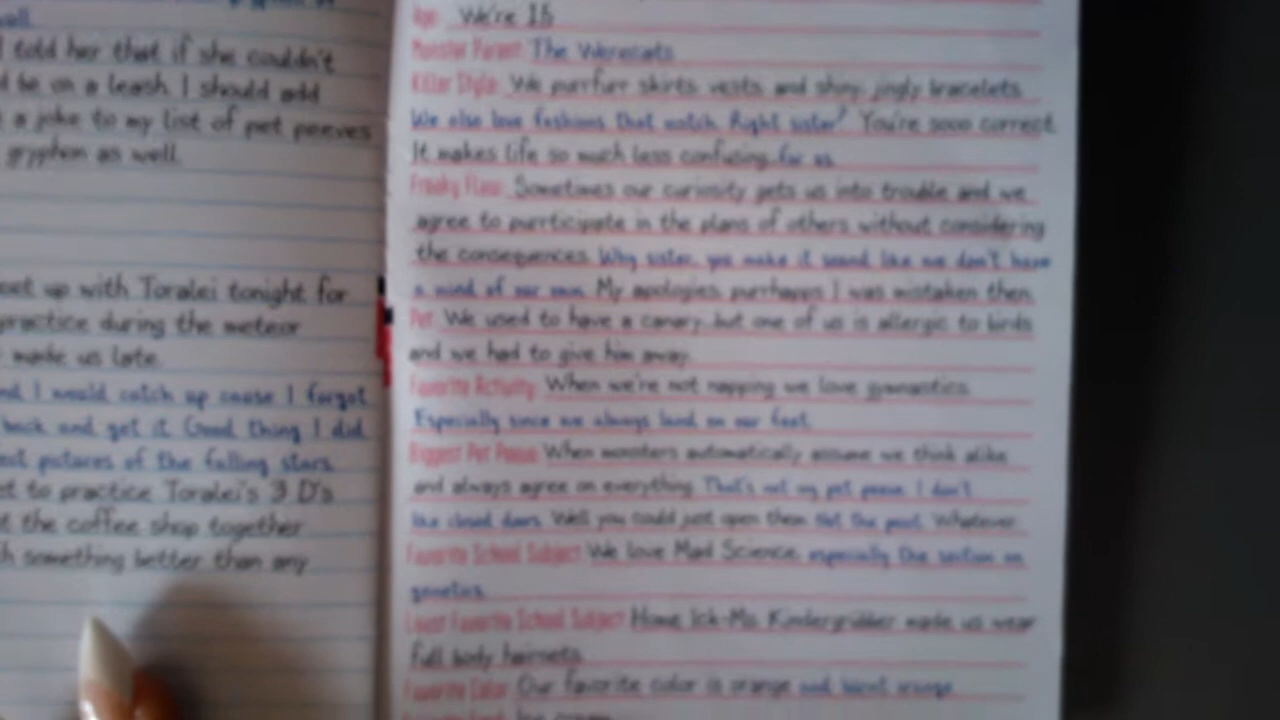 well.
I told her that if she couldn't
d be on a leash I should add
a joke to my list of pet peeves
gryphon as well.
eet up with Toralei tonight for
practice during the meteor
made us late.
nd I would catch up cause I forgot
back and get it. Good thing I did
pictures of the falling stars.
et to practice Toralei's 3 D's
t the coffee shop together
h something better than any
Age: We're 16
Monster Parent: The Werecats
Killer Style: We purrfur skirts, vests, and shiny, jingly bracelets.
We also love fashions that match. Right sister? You're sooo correct.
It makes life so much less confusing...for us.
Freaky Flaw: Sometimes our curiosity gets us into trouble and we
agree to purrticipate in the plans of others without considering
the consequences. Why sister, you make it sound like we don't have
a mind of our own. My apologies, purrhaps I was mistaken then.
Pet: We used to have a canary...but one of us is allergic to birds
and we had to give him away.
Favorite Activity: When we're not napping we love gymnastics.
Especially since we always land on our feet.
Biggest Pet Peeve: When monsters automatically assume we think alike
and always agree on everything. That's not my pet peeve. I don't
like closed doors. Well you could just open them. Not the point. Whatever.
Favorite School Subject: We love Mad Science, especially the section on
genetics.
Least Favorite School Subject: Home Ick-Ms. Kindergrübber made us wear
full body hairnets.
Favorite Color: Our favorite color is orange and burnt orange.
Ice cream